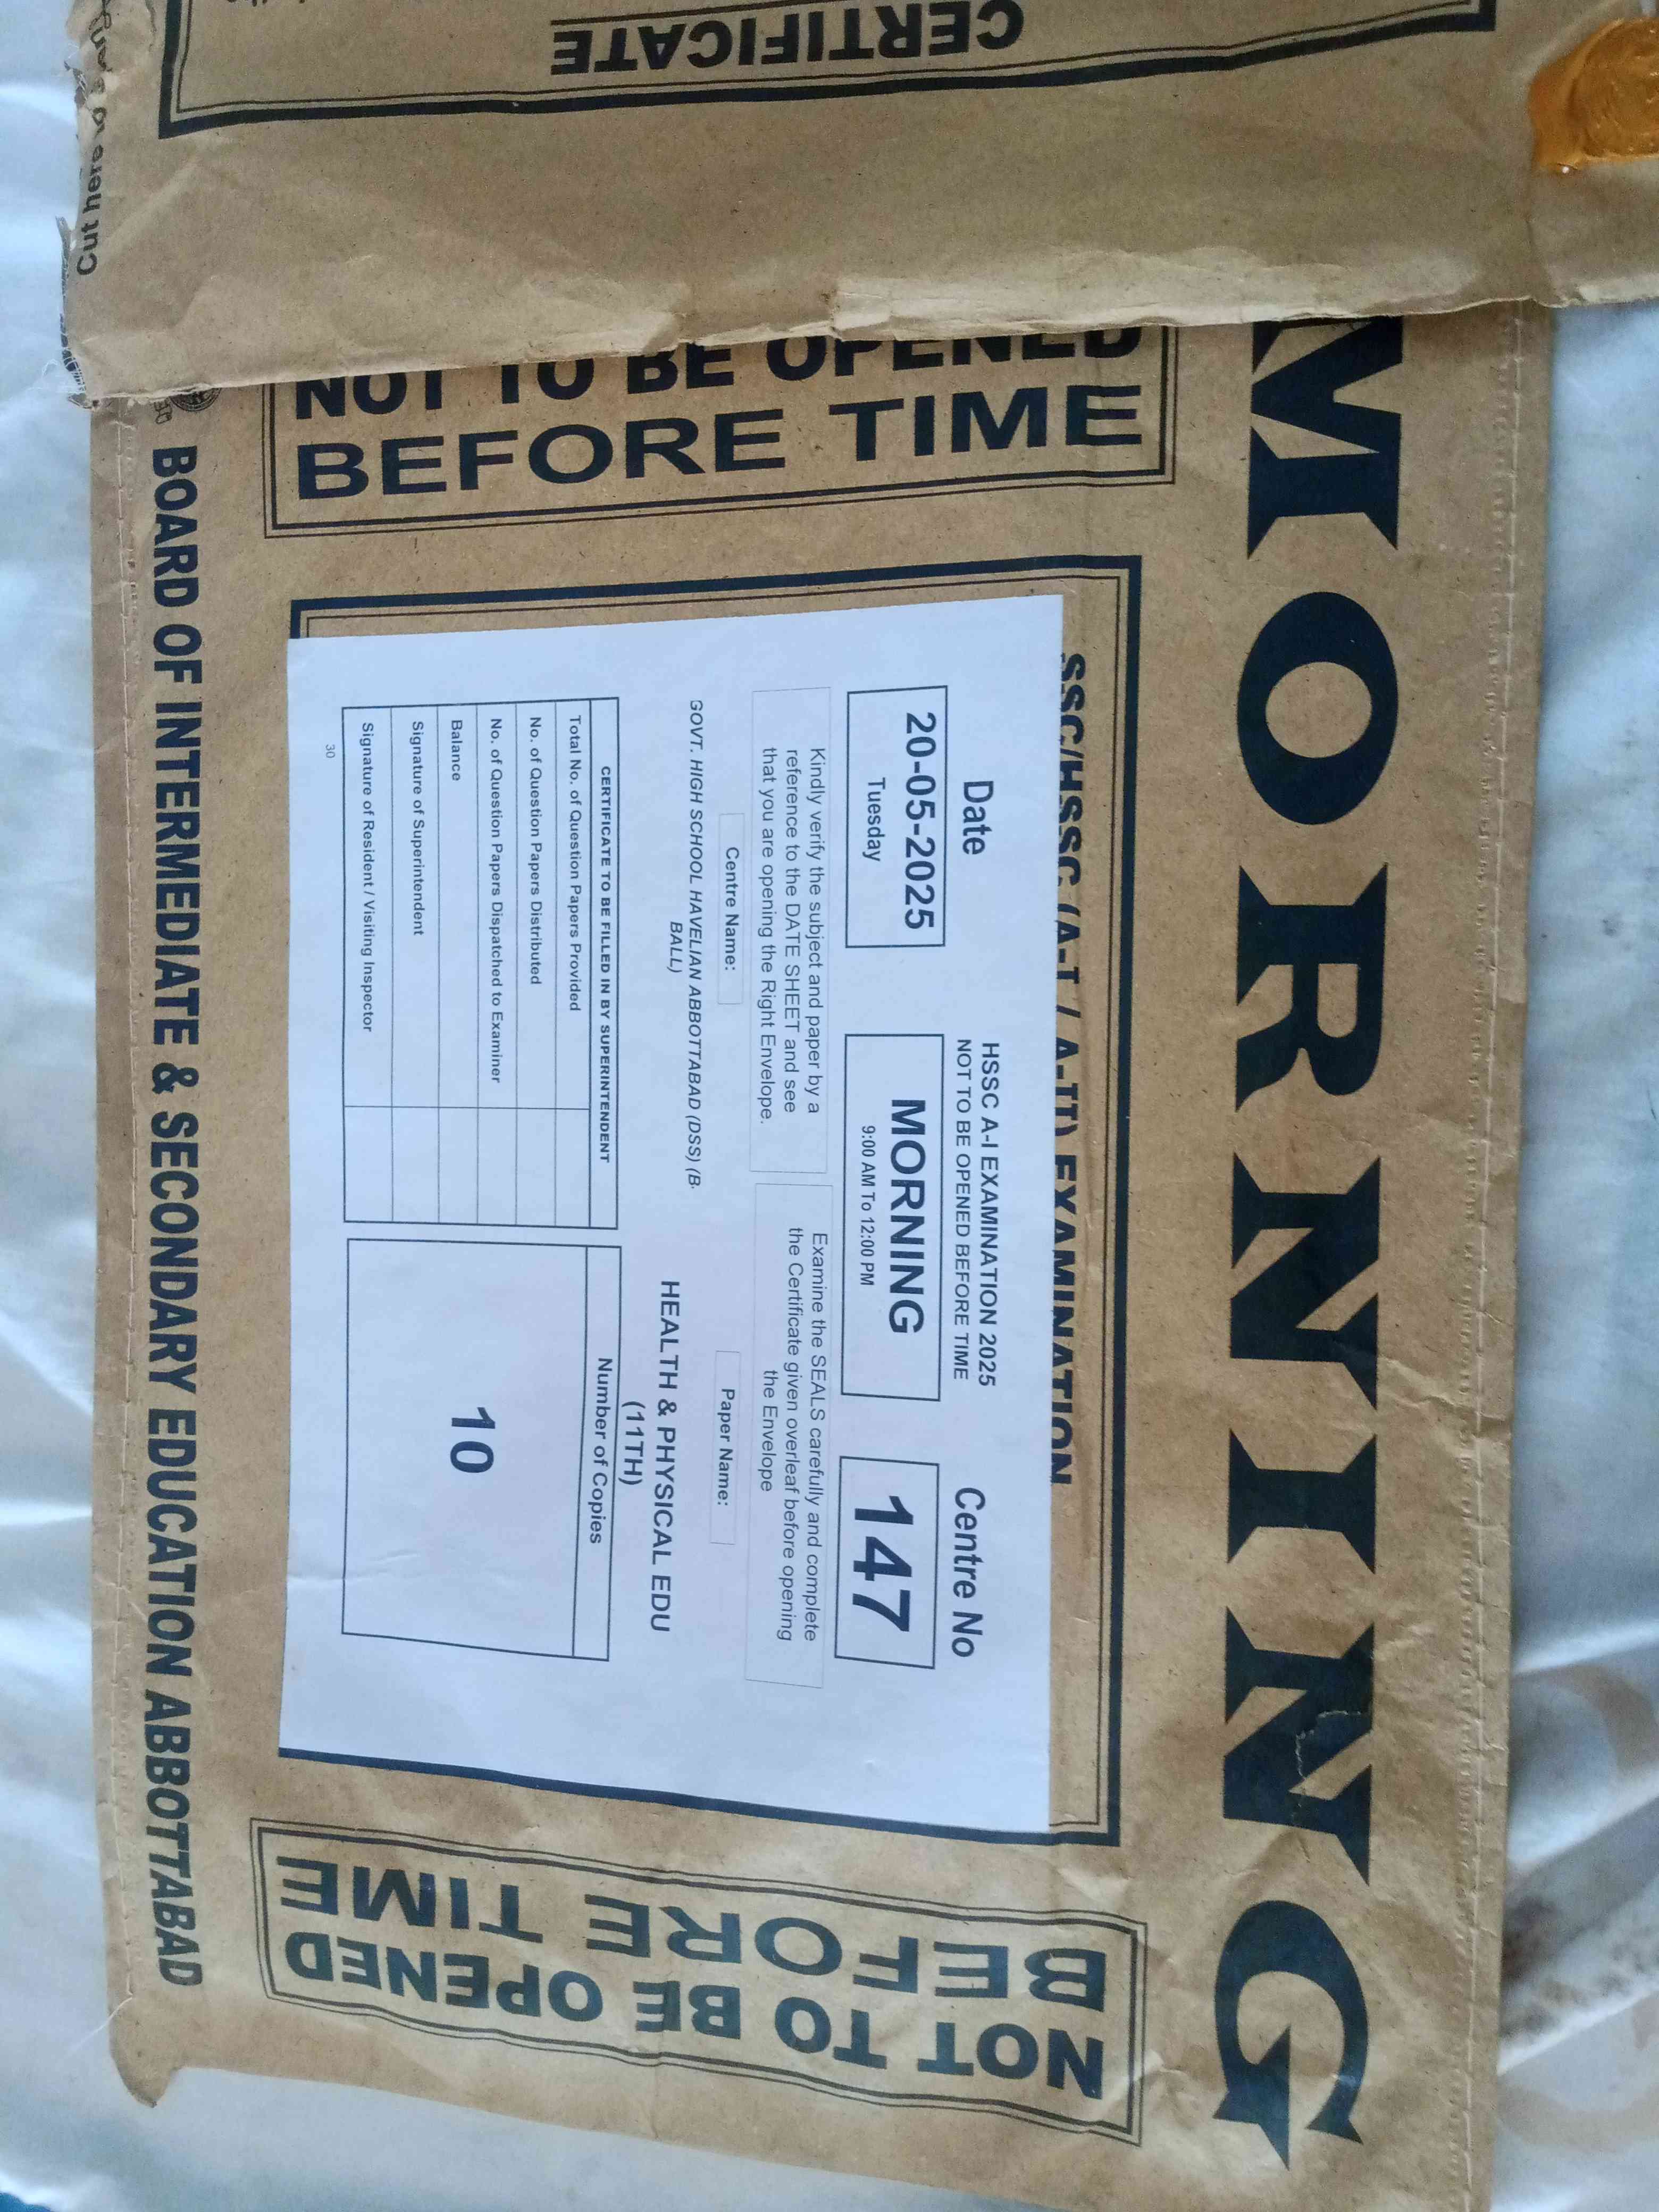 CERTIFICATE
Cut here to
NOT TO BE OPENED
BEFORE TIME
MORNING
SSC/HSSC (A-I / A-II) EXAMINATION
HSSC A-I EXAMINATION 2025
NOT TO BE OPENED BEFORE TIME
Date
Centre No
20-05-2025
Tuesday
MORNING
9:00 AM To 12:00 PM
147
Kindly verify the subject and paper by a
reference to the DATE SHEET and see
that you are opening the Right Envelope.
Examine the SEALS carefully and complete
the Certificate given overleaf before opening
the Envelope
Centre Name:
GOVT. HIGH SCHOOL HAVELIAN ABBOTTABAD (DSS) (B-
BALL)
Paper Name:
HEALTH & PHYSICAL EDU
(11TH)
CERTIFICATE TO BE FILLED IN BY SUPERINTENDENT
Total No. of Question Papers Provided
No. of Question Papers Distributed
No. of Question Papers Dispatched to Examiner
Balance
Signature of Superintendent
Signature of Resident / Visiting Inspector
Number of Copies
10
30
NOT TO BE OPENED
BEFORE TIME
BOARD OF INTERMEDIATE & SECONDARY EDUCATION ABBOTTABAD